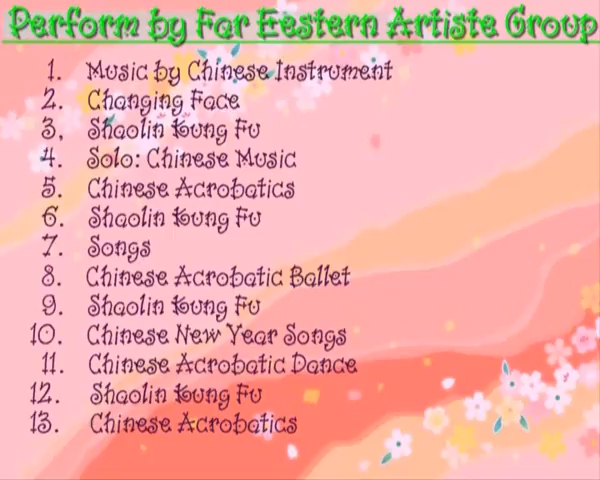 Perform by Far Eestern Artiste Group
1. Music by Chinese Instrument
2. Changing Face
3. Shaolin Kung Fu
4. Solo: Chinese Music
5. Chinese Acrobatics
6. Shaolin Kung Fu
7. Songs
8. Chinese Acrobatic Ballet
9. Shaolin Kung Fu
10. Chinese New Year Songs
11. Chinese Acrobatic Dance
12. Shaolin Kung Fu
13. Chinese Acrobatics